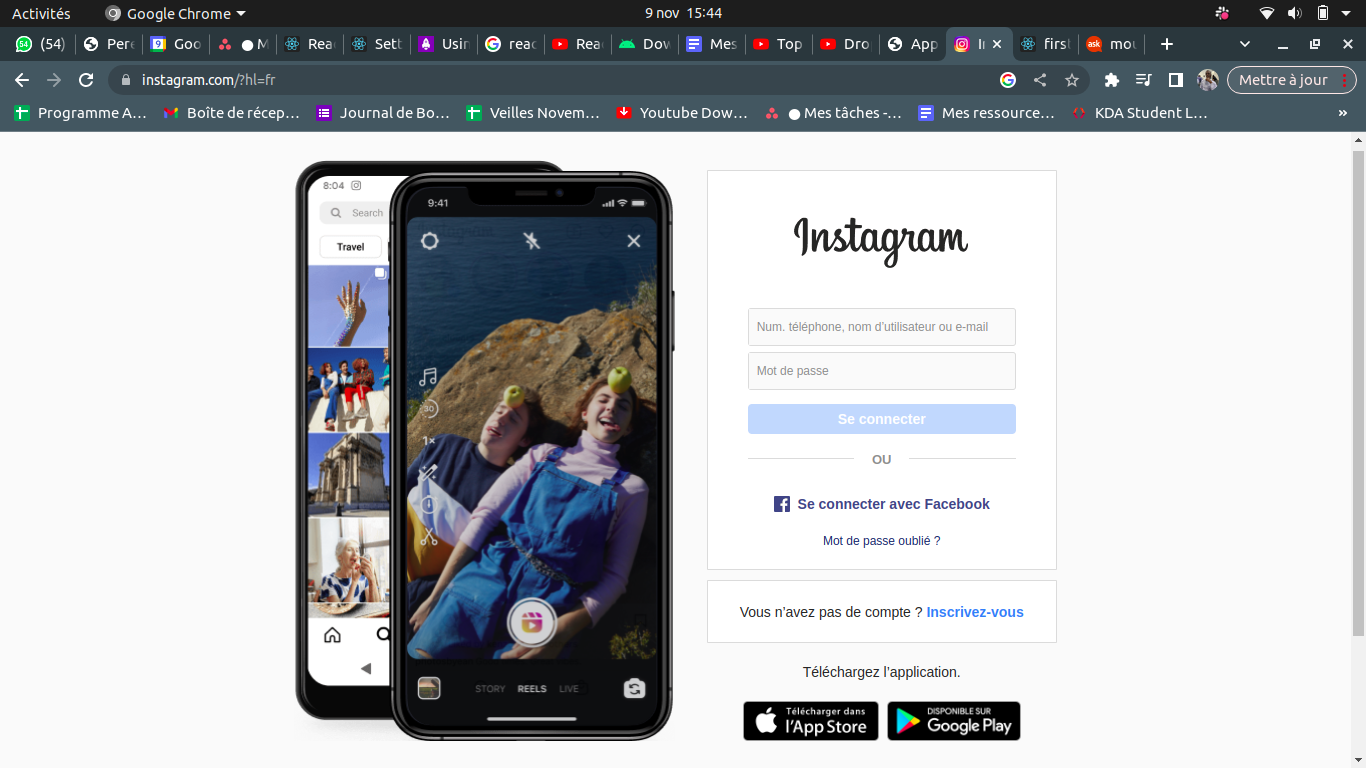 Activités Google Chrome 9 nov 15:44
(54) Pere Goo M Rea Sett Usin reac Rea Dov Mes Top Dro App I first mou
instagram.com/?hl=fr Mettre à jour
Programme A... Boîte de récep... Journal de Bo... Veilles Novem... Youtube Dow... Mes tâches -... Mes ressource... KDA Student L... »
8:04
Search
Travel
9:41
30
1×
STORY REELS LIVE
Instagram
Num. téléphone, nom d’utilisateur ou e-mail
Mot de passe
Se connecter
OU
Se connecter avec Facebook
Mot de passe oublié ?
Vous n’avez pas de compte ? Inscrivez-vous
Téléchargez l’application.
Télécharger dans
l’App Store
DISPONIBLE SUR
Google Play